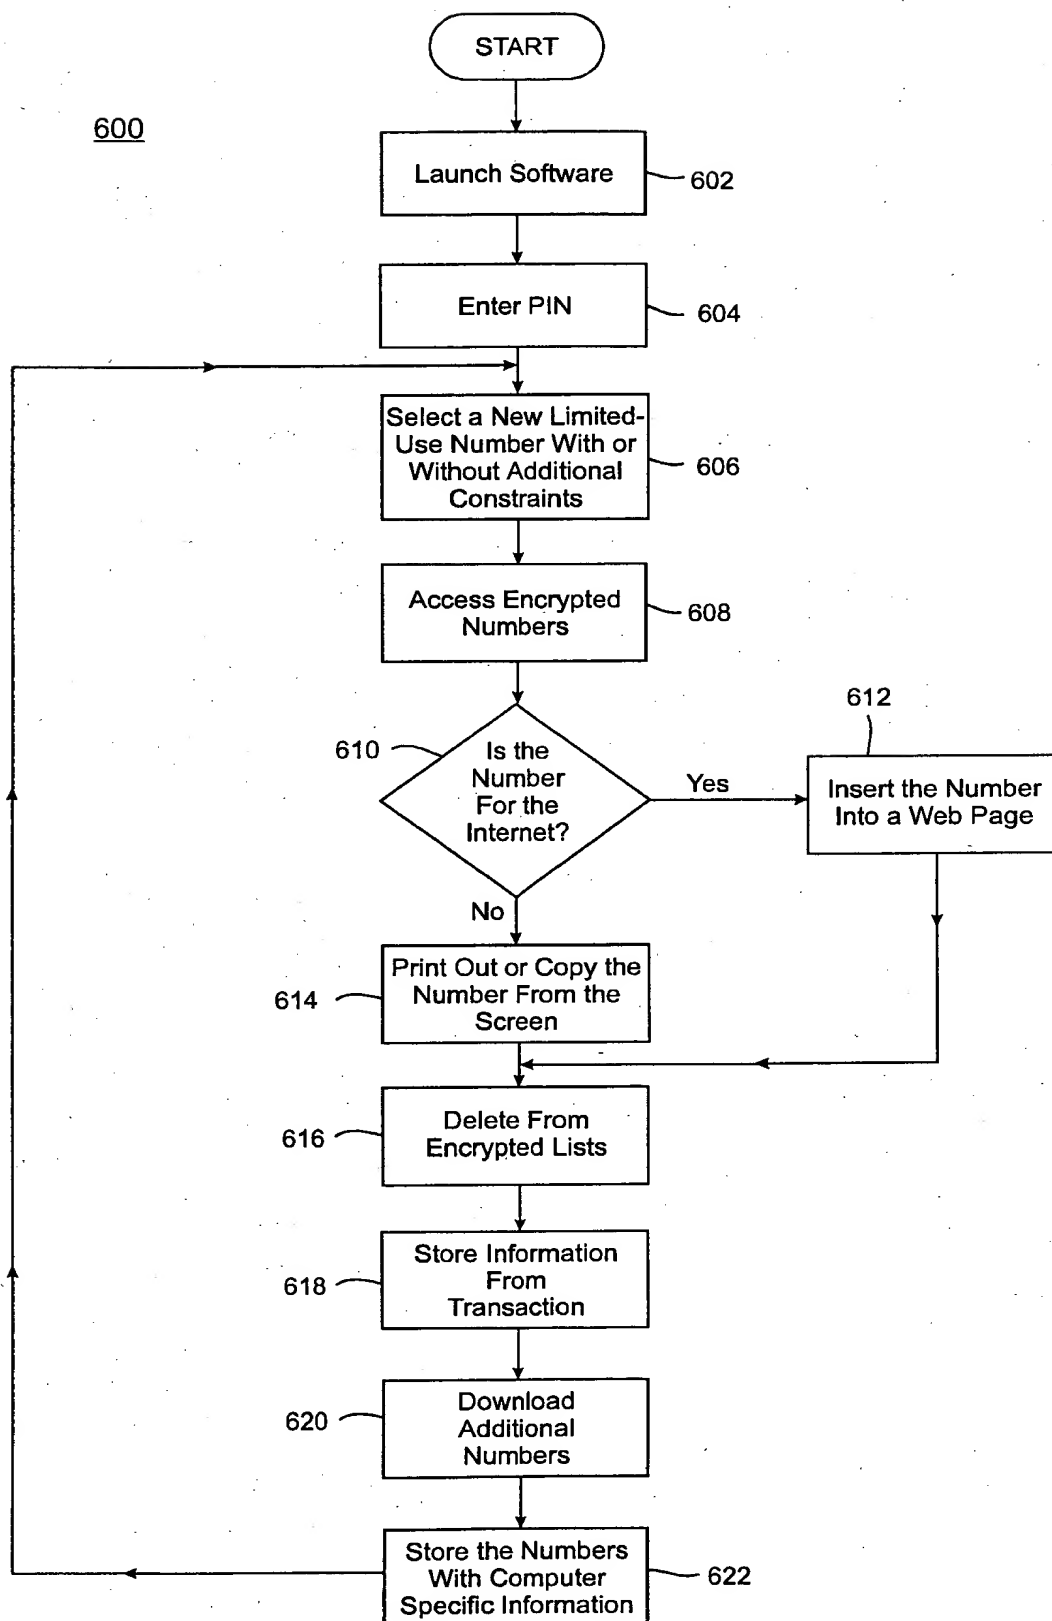 START
600
Launch Software
602
Enter PIN
604
Select a New Limited-
Use Number With or
Without Additional
Constraints
606
Access Encrypted
Numbers
608
610
Is the
Number
For the
Internet?
Yes
612
Insert the Number
Into a Web Page
No
614
Print Out or Copy the
Number From the
Screen
616
Delete From
Encrypted Lists
618
Store Information
From
Transaction
620
Download
Additional
Numbers
Store the Numbers
With Computer
Specific Information
622